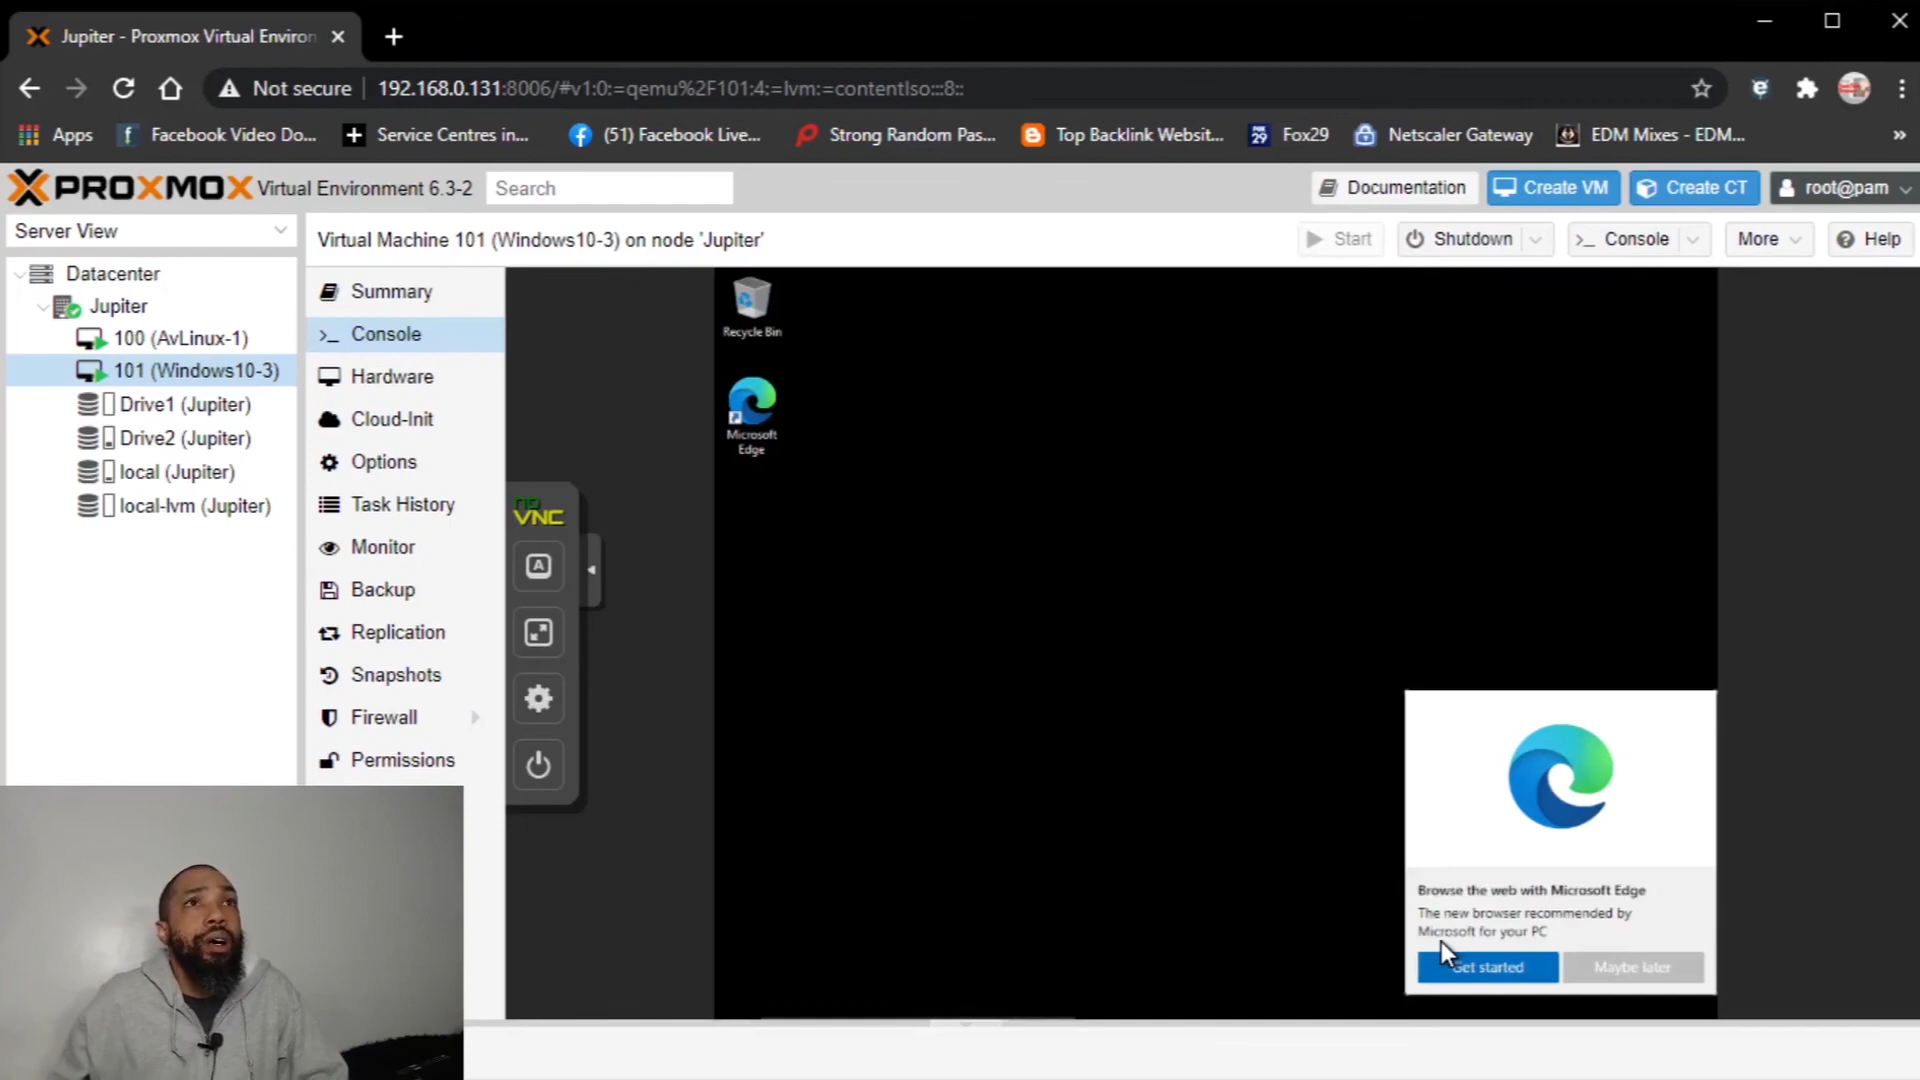 Jupiter - Proxmox Virtual Environ
Not secure
192.168.0.131:8006/#v1:0:=qemu%2F101:4:=lvm:=contentIso:::8::
Apps
Facebook Video Do...
Service Centres in...
(51) Facebook Live...
Strong Random Pas...
Top Backlink Websit...
Fox29
Netscaler Gateway
EDM Mixes - EDM...
»
PROXMOX
Virtual Environment 6.3-2
Search
Documentation
Create VM
Create CT
root@pam
Server View
Virtual Machine 101 (Windows10-3) on node 'Jupiter'
Start
Shutdown
Console
More
Help
Datacenter
Jupiter
100 (AvLinux-1)
101 (Windows10-3)
Drive1 (Jupiter)
Drive2 (Jupiter)
local (Jupiter)
local-lvm (Jupiter)
Summary
Console
Hardware
Cloud-Init
Options
Task History
Monitor
Backup
Replication
Snapshots
Firewall
Permissions
no
VNC
A
Recycle Bin
Microsoft
Edge
Browse the web with Microsoft Edge
The new browser recommended by
Microsoft for your PC
Get started
Maybe later